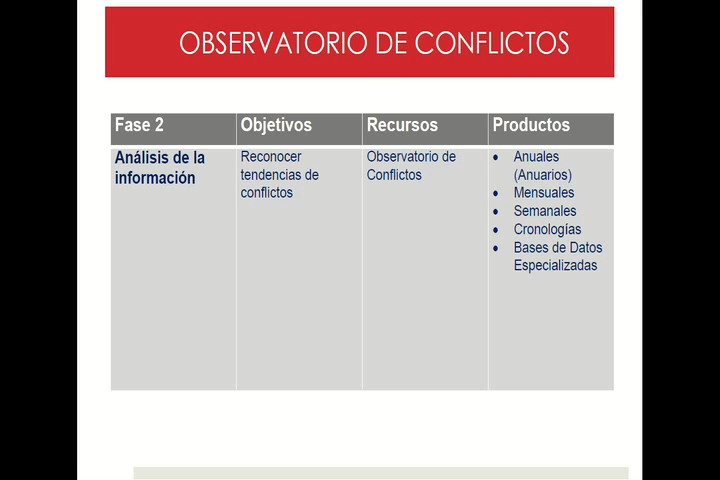 OBSERVATORIO DE CONFLICTOS
Fase 2
Objetivos
Recursos
Productos
Análisis de la
información
Reconocer
tendencias de
conflictos
Observatorio de
Conflictos
• Anuales
(Anuarios)
• Mensuales
• Semanales
• Cronologías
• Bases de Datos
Especializadas